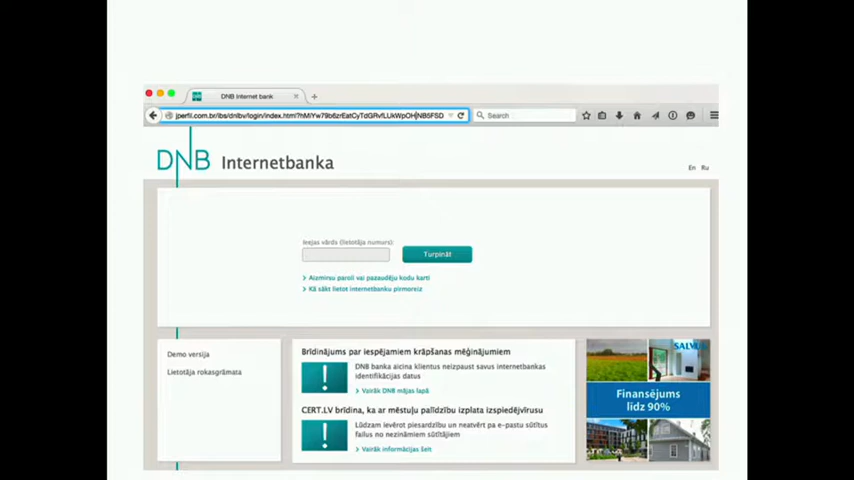 DNB Internet bank
jperfil.com.br/ibs/dnlbv/login/index.html?
Search
DNB Internetbanka
En Ru
Ieejas vārds (lietotāja numurs):
Turpināt
Aizmirsu paroli vai pazaudēju kodu karti
Kā sākt lietot internetbanku pirmoreiz
Demo versija
Lietotāja rokasgrāmata
Brīdinājums par iespējamiem krāpšanas mēģinājumiem
DNB banka aicina klientus neizpaust savus internetbankas
identifikācijas datus
Vairāk DNB mājas lapā
CERT.LV brīdina, ka ar mēstuļu palīdzību izplata izspiedējvīrusu
Lūdzam ievērot piesardzību un neatvērt pa e-pastu sūtītus
failus no nezināmiem sūtītājiem
Vairāk informācijas šeit
SALVUS
Finansējums
līdz 90%